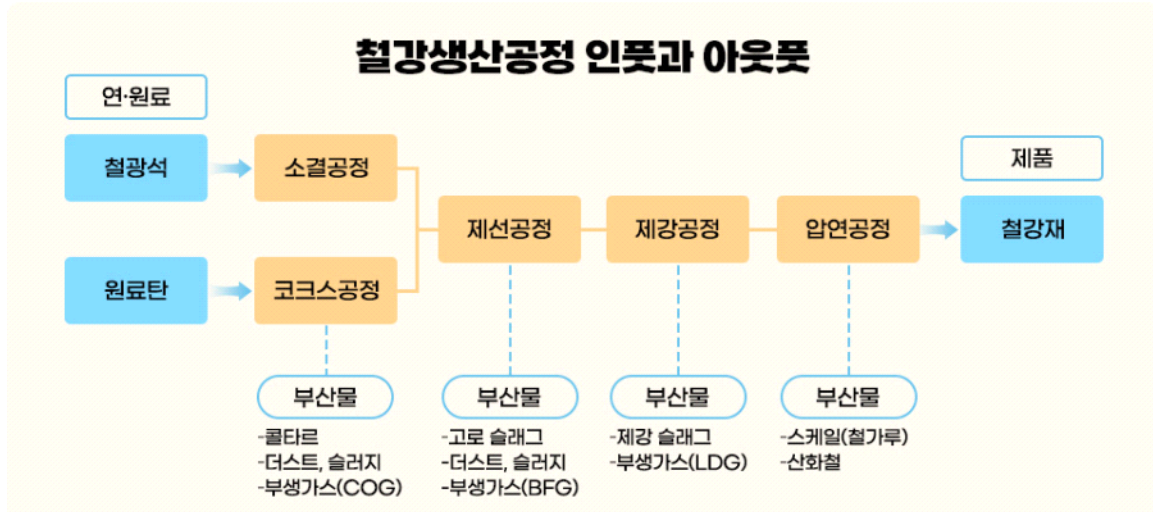 철강생산공정 인풋과 아웃풋
연·원료
철광석
소결공정
원료탄
코크스공정
제선공정
제강공정
압연공정
제품
철강재
부산물
-콜타르
-더스트, 슬러지
-부생가스(COG)
부산물
-고로 슬래그
-더스트, 슬러지
-부생가스(BFG)
부산물
-제강 슬래그
-부생가스(LDG)
부산물
-스케일(철가루)
-산화철